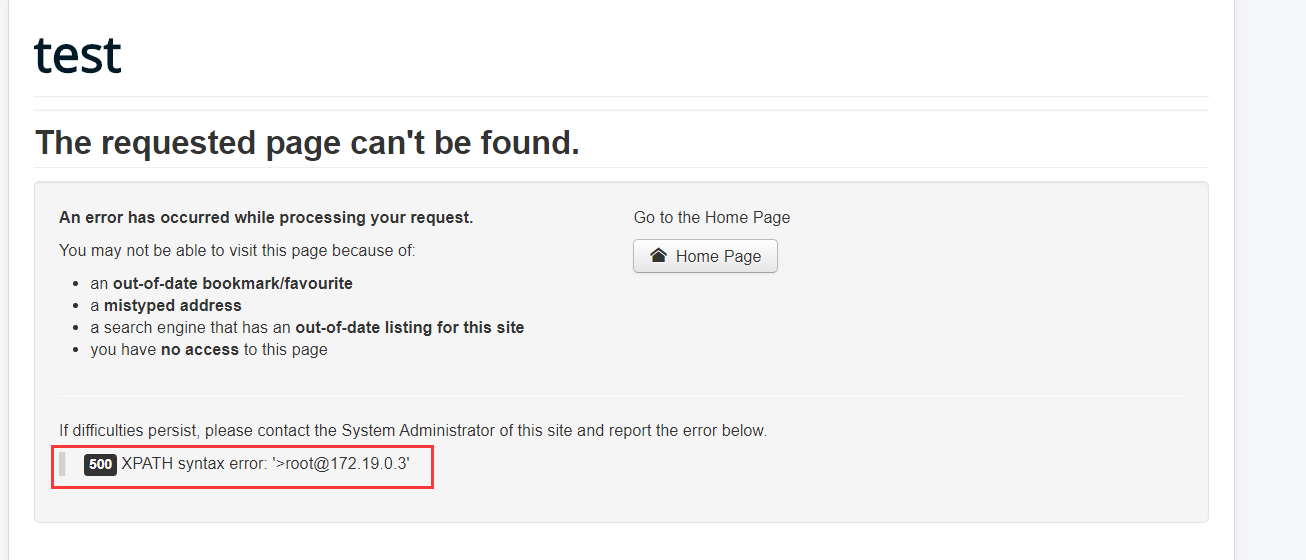 test
The requested page can't be found.
An error has occurred while processing your request.
You may not be able to visit this page because of:
an out-of-date bookmark/favourite
a mistyped address
a search engine that has an out-of-date listing for this site
you have no access to this page
Go to the Home Page
Home Page
If difficulties persist, please contact the System Administrator of this site and report the error below.
500 XPATH syntax error: '>root@172.19.0.3'